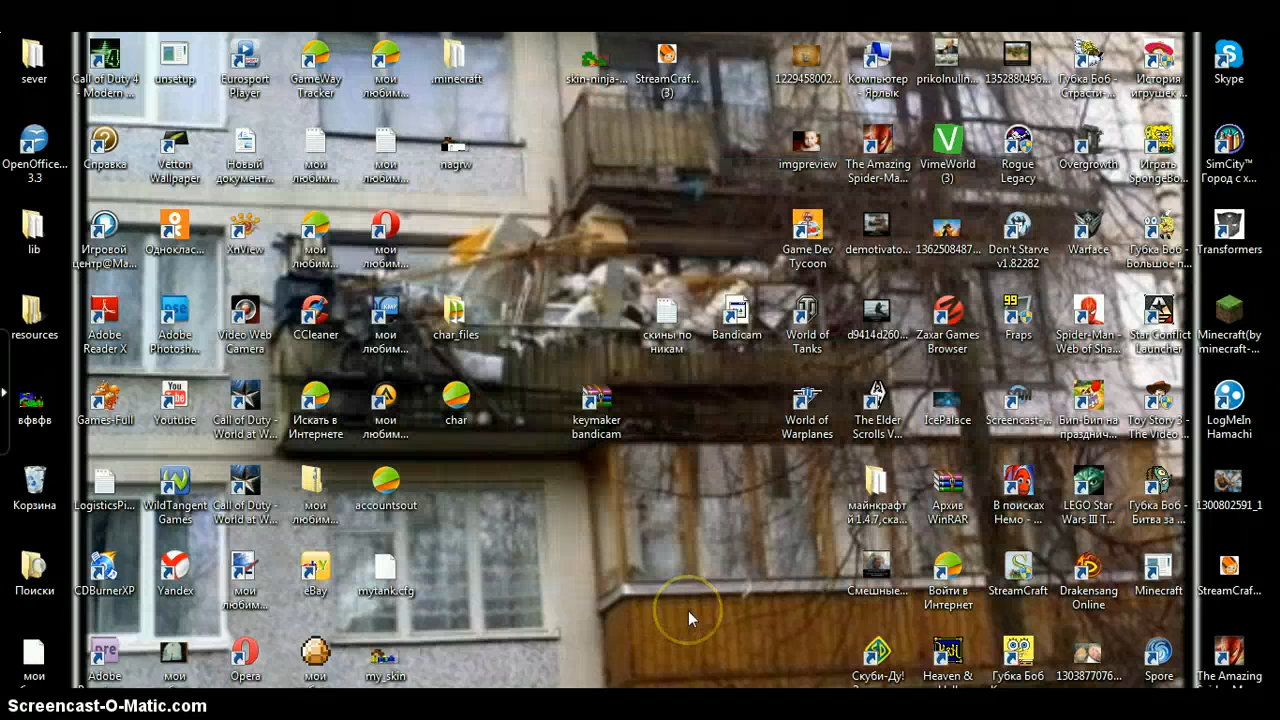 sever
Call of Duty 4
- Modern ...
unsetup
Eurosport
Player
GameWay
Tracker
мои
любим...
.minecraft
skin-ninja-...
StreamCraf...
(3)
1229458002...
Компьютер
- Ярлык
prikolnulln...
1352880496...
Губка Боб -
Страсти-...
История
игрушек ...
Skype
OpenOffice...
3.3
Справка
Vetton
Wallpaper
Новый
документ...
мои
любим...
мои
любим...
nagrw
imgpreview
The Amazing
Spider-Ma...
VimeWorld
(3)
Rogue
Legacy
Overgrowth
Играть
SpongeBo...
SimCity™
Город с х...
lib
Игровой
центр@Ma...
Одноклас...
XnView
мои
любим...
мои
любим...
Game Dev
Tycoon
demotivato...
1362508487...
Don't Starve
v1.82282
Warface
Губка Боб -
Большое п...
Transformers
resources
Adobe
Reader X
Adobe
Photosh...
Video Web
Camera
CCleaner
мои
любим...
char_files
скины по
никам
Bandicam
World of
Tanks
d9414d260...
Zaxar Games
Browser
Fraps
Spider-Man -
Web of Sha...
Star Conflict
Launcher
Minecraft(by
minecraft-...
вфвфв
Games-Full
Youtube
Call of Duty -
World at W...
Искать в
Интернете
мои
любим...
char
keymaker
bandicam
World of
Warplanes
The Elder
Scrolls V...
IcePalace
Screencast-...
Вип-Вип на
празднич...
Toy Story 3 -
The Video ...
LogMeIn
Hamachi
Корзина
LogisticsPi...
WildTangent
Games
Call of Duty -
World at W...
мои
любим...
accountsout
майнкрафт
й 1.4.7,ска...
Архив
WinRAR
В поисках
Немо - ...
LEGO Star
Wars III T...
Губка Боб -
Битва за ...
1300802591_1
Поиски
CDBurnerXP
Yandex
мои
любим...
eBay
mytank.cfg
Смешные...
Войти в
Интернет
StreamCraft
Drakensang
Online
Minecraft
StreamCraf...
мои
Adobe
мои
Opera
мои
my_skin
Скуби-Ду!
Heaven &
Губка Боб
1303877076...
Spore
The Amazing
Screencast-O-Matic.com